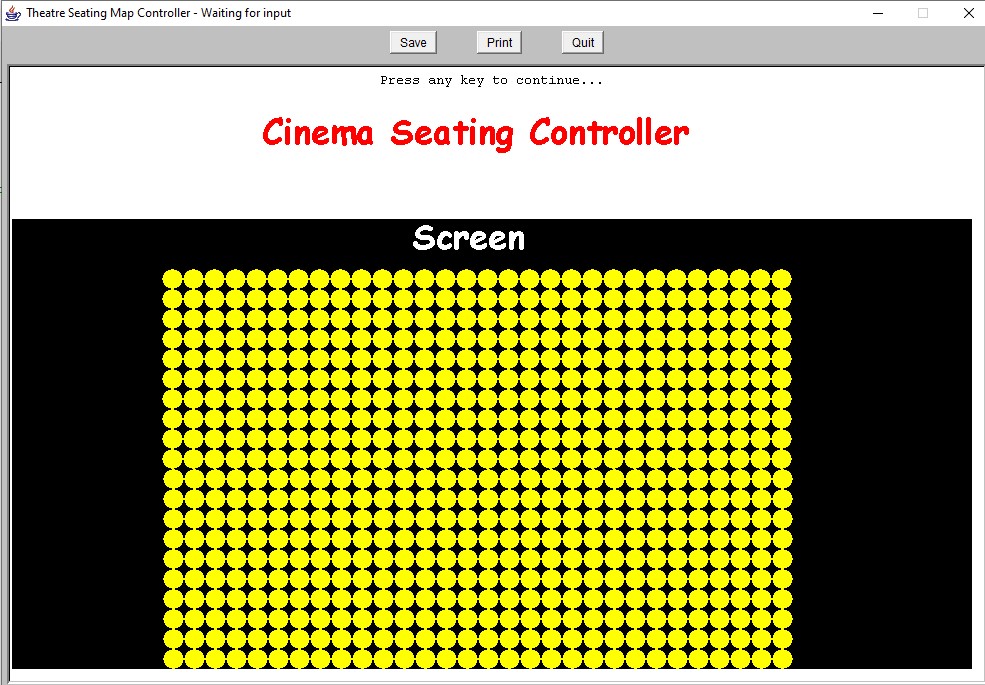 Theatre Seating Map Controller - Waiting for input
Save Print Quit
Press any key to continue...
Cinema Seating Controller
Screen